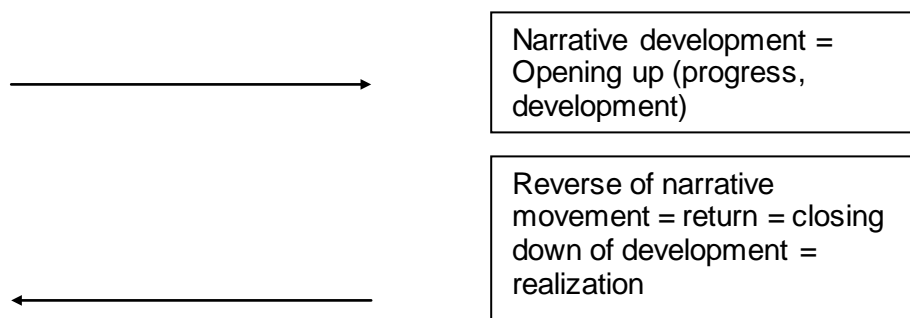 Narrative development =
Opening up (progress,
development)
Reverse of narrative
movement = return = closing
down of development =
realization